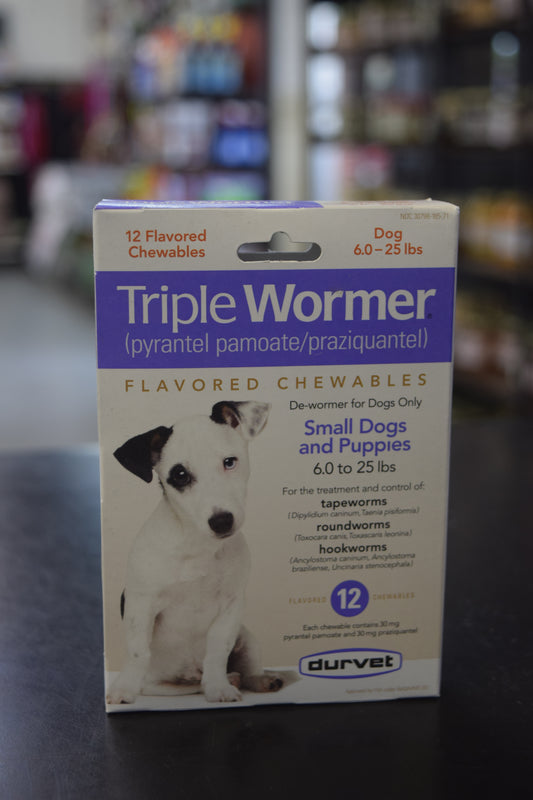 12 Flavored
Chewables
Dog
6.0 – 25 lbs
Triple Wormer®
(pyrantel pamoate/praziquantel)
FLAVORED CHEWABLES
De-wormer for Dogs Only
Small Dogs
and Puppies
6.0 to 25 lbs
For the treatment and control of:
tapeworms
(Dipylidium caninum, Taenia pisiformis)
roundworms
(Toxocara canis, Toxascaris leonina)
hookworms
(Ancylostoma caninum, Ancylostoma
braziliense, Uncinaria stenocephala)
FLAVORED 12 CHEWABLES
Each chewable contains 30 mg
pyrantel pamoate and 30 mg praziquantel
durvet